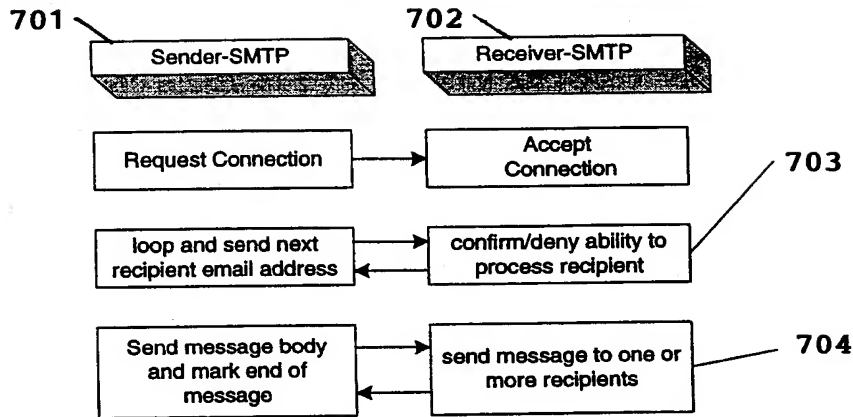 701
702
Sender-SMTP
Receiver-SMTP
Request Connection
Accept
Connection
703
loop and send next
recipient email address
confirm/deny ability to
process recipient
Send message body
and mark end of
message
send message to one or
more recipients
704